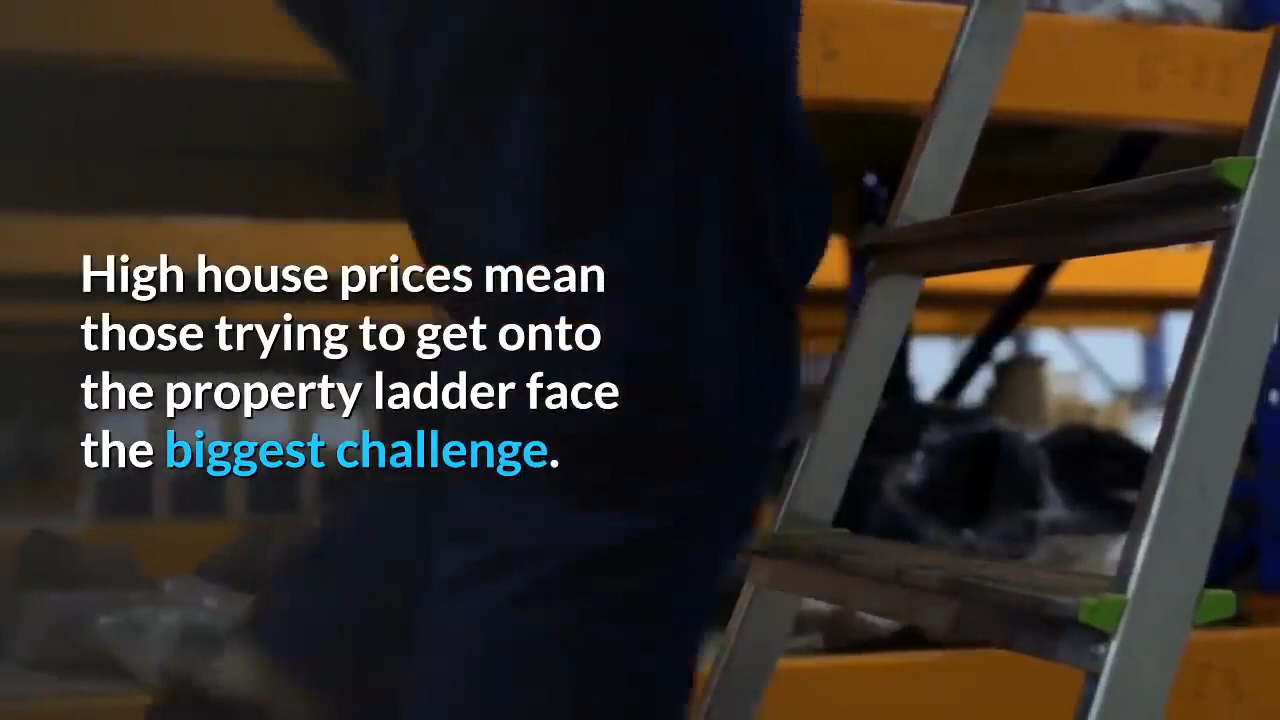 High house prices mean
those trying to get onto
the property ladder face
the biggest challenge.